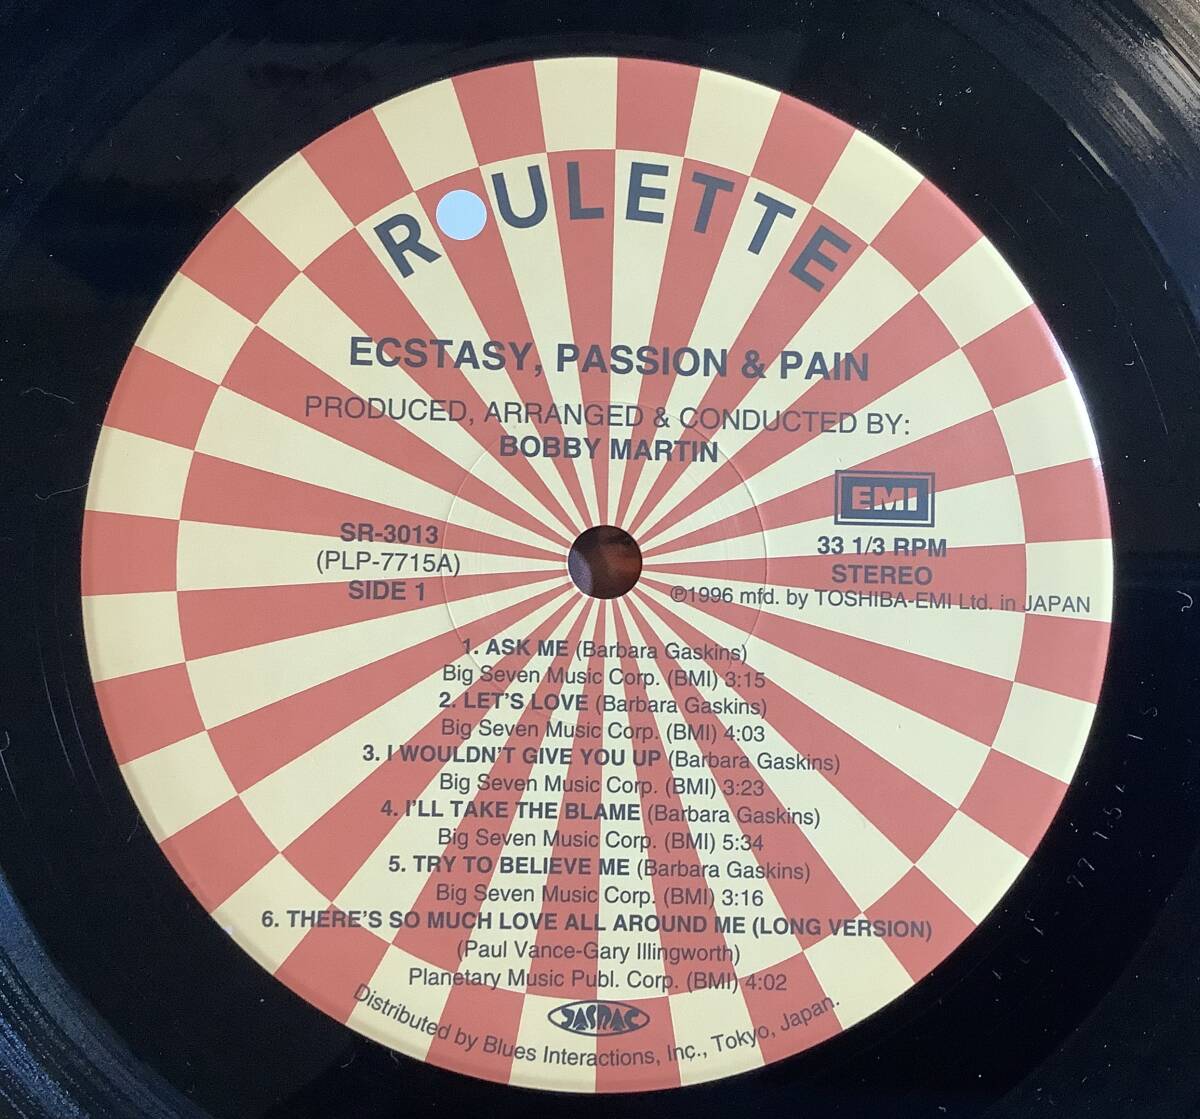 ROULETTE
ECSTASY, PASSION & PAIN
PRODUCED, ARRANGED & CONDUCTED BY:
BOBBY MARTIN
SR-3013
(PLP-7715A)
SIDE 1
EMI
33 1/3 RPM
STEREO
℗1996 mfd. by TOSHIBA-EMI Ltd. in JAPAN
1. ASK ME (Barbara Gaskins)
Big Seven Music Corp. (BMI) 3:15
2. LET'S LOVE (Barbara Gaskins)
Big Seven Music Corp. (BMI) 4:03
3. I WOULDN'T GIVE YOU UP (Barbara Gaskins)
Big Seven Music Corp. (BMI) 3:23
4. I'LL TAKE THE BLAME (Barbara Gaskins)
Big Seven Music Corp. (BMI) 5:34
5. TRY TO BELIEVE ME (Barbara Gaskins)
Big Seven Music Corp. (BMI) 3:16
6. THERE'S SO MUCH LOVE ALL AROUND ME (LONG VERSION)
(Paul Vance-Gary Illingworth)
Planetary Music Publ. Corp. (BMI) 4:02
JASRAC
Distributed by Blues Interactions, Inc., Tokyo, Japan.